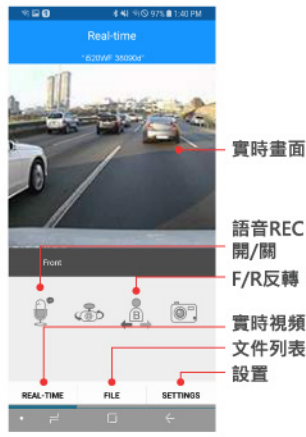 97% 1:40 PM
Real-time
"i520WF 38090d"
實時畫面
語音REC
開/關
Front
F/R反轉
B
實時視頻
文件列表
設置
REAL-TIME FILE SETTINGS